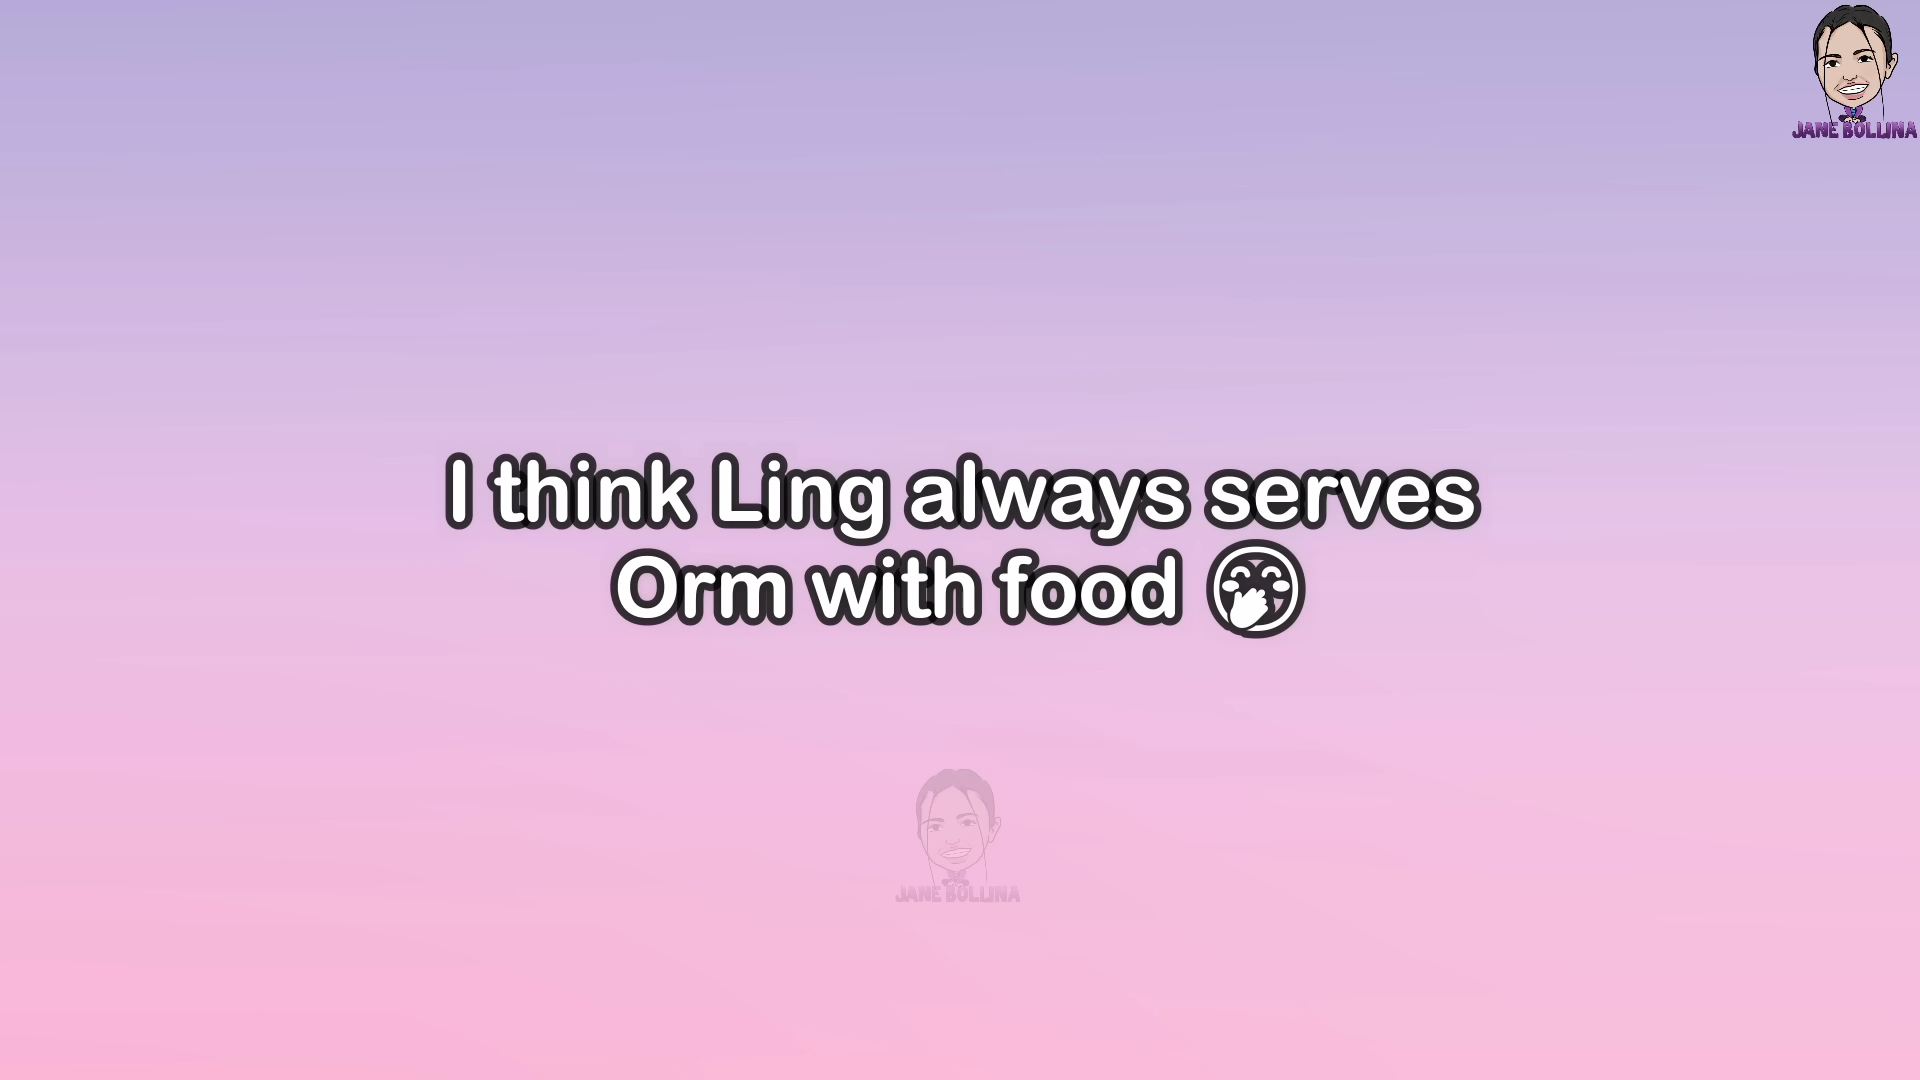 JANE BOLLINA
I think Ling always serves
Orm with food 🤭
JANE BOLLINA